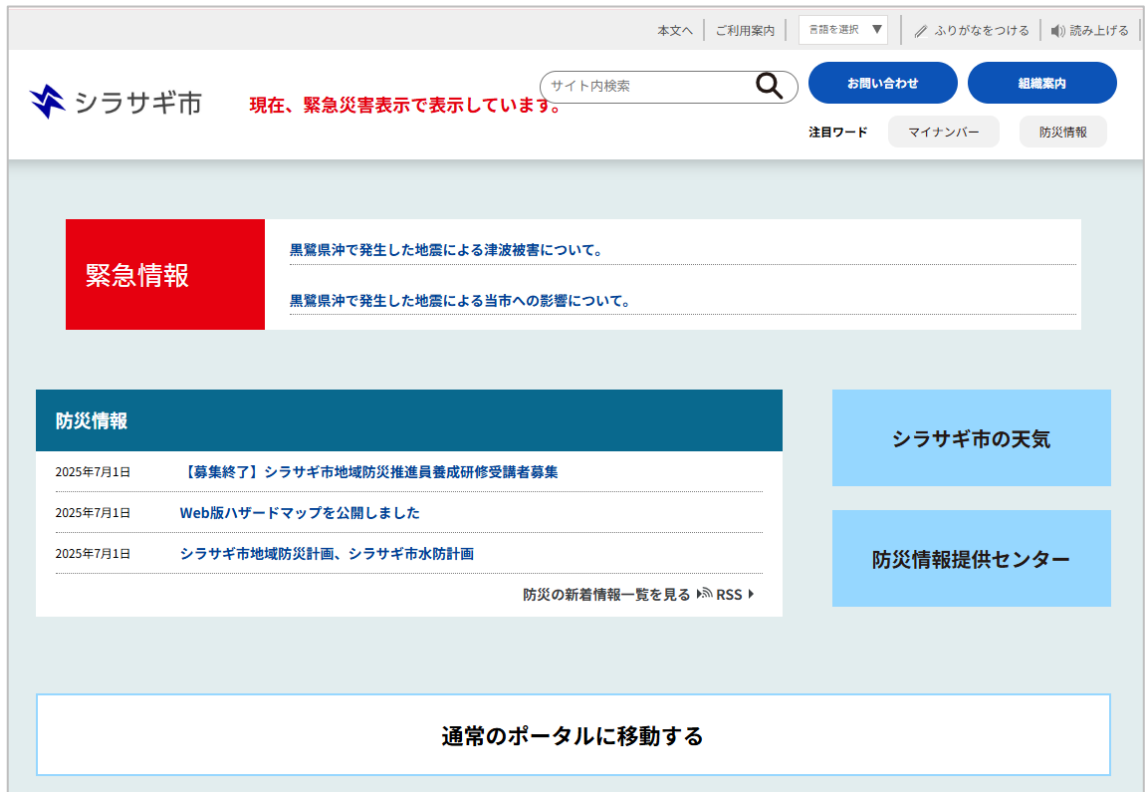 本文へ ご利用案内 言語を選択 ▼ ふりがなをつける 読み上げる
シラサギ市
現在、緊急災害表示で表示しています。
サイト内検索
お問い合わせ 組織案内
注目ワード マイナンバー 防災情報
緊急情報
黒鷺県沖で発生した地震による津波被害について。
黒鷺県沖で発生した地震による当市への影響について。
防災情報
2025年7月1日 【募集終了】シラサギ市地域防災推進員養成研修受講者募集
2025年7月1日 Web版ハザードマップを公開しました
2025年7月1日 シラサギ市地域防災計画、シラサギ市水防計画
防災の新着情報一覧を見る RSS
シラサギ市の天気
防災情報提供センター
通常のポータルに移動する